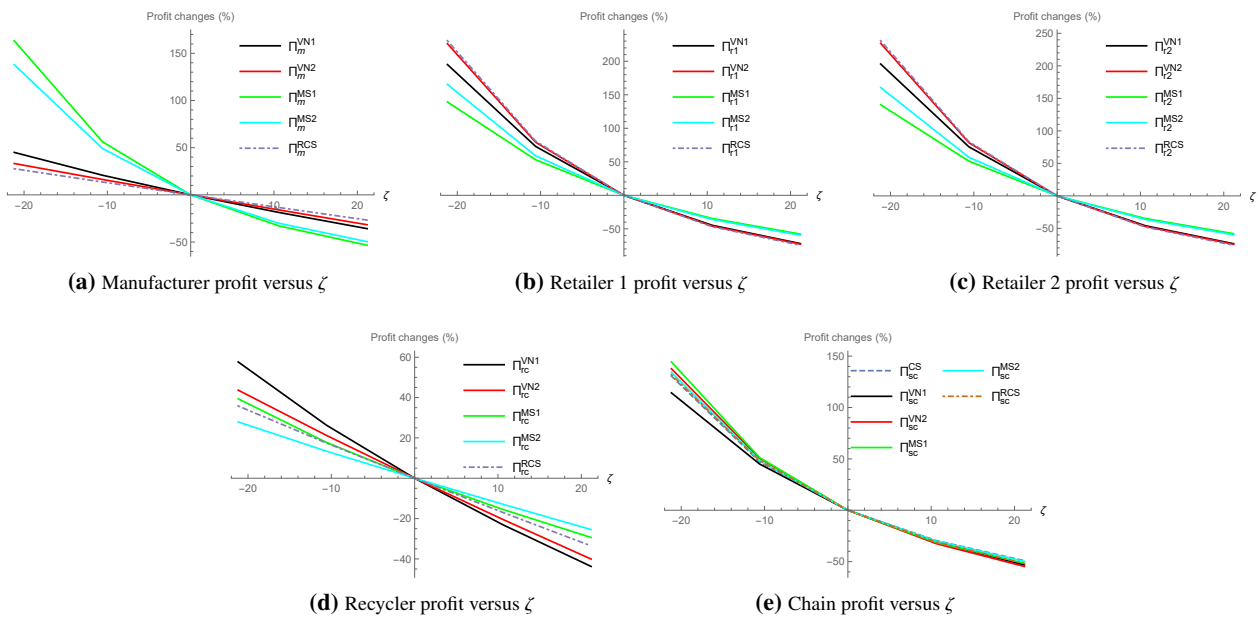 Profit changes (%)
150
100
50
-50
-20
-10
10
20
ζ
Π_m^VN1
Π_m^VN2
Π_m^MS1
Π_m^MS2
Π_m^RCS
(a) Manufacturer profit versus ζ
Profit changes (%)
200
150
100
50
-50
-20
-10
10
20
ζ
Π_r1^VN1
Π_r1^VN2
Π_r1^MS1
Π_r1^MS2
Π_r1^RCS
(b) Retailer 1 profit versus ζ
Profit changes (%)
250
200
150
100
50
-50
-20
-10
10
20
ζ
Π_r2^VN1
Π_r2^VN2
Π_r2^MS1
Π_r2^MS2
Π_r2^RCS
(c) Retailer 2 profit versus ζ
Profit changes (%)
60
40
20
-20
-40
-20
-10
10
20
ζ
Π_rc^VN1
Π_rc^VN2
Π_rc^MS1
Π_rc^MS2
Π_rc^RCS
(d) Recycler profit versus ζ
Profit changes (%)
150
100
50
-50
-20
-10
10
20
ζ
Π_sc^CS
Π_sc^VN1
Π_sc^VN2
Π_sc^MS1
Π_sc^MS2
Π_sc^RCS
(e) Chain profit versus ζ